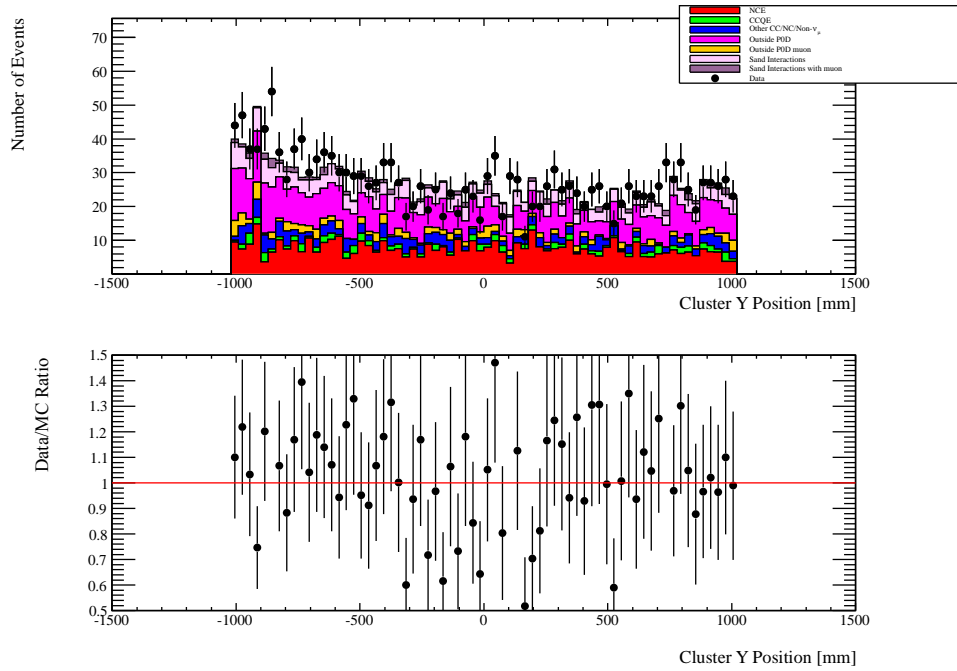 NCE
CCQE
Other CC/NC/Non-νμ
Outside P0D
Outside P0D muon
Sand Interactions
Sand Interactions with muon
Data
Number of Events
70
60
50
40
30
20
10
-1500 -1000 -500 0 500 1000 1500
Cluster Y Position [mm]
Data/MC Ratio
1.5
1.4
1.3
1.2
1.1
1
0.9
0.8
0.7
0.6
0.5
-1500 -1000 -500 0 500 1000 1500
Cluster Y Position [mm]